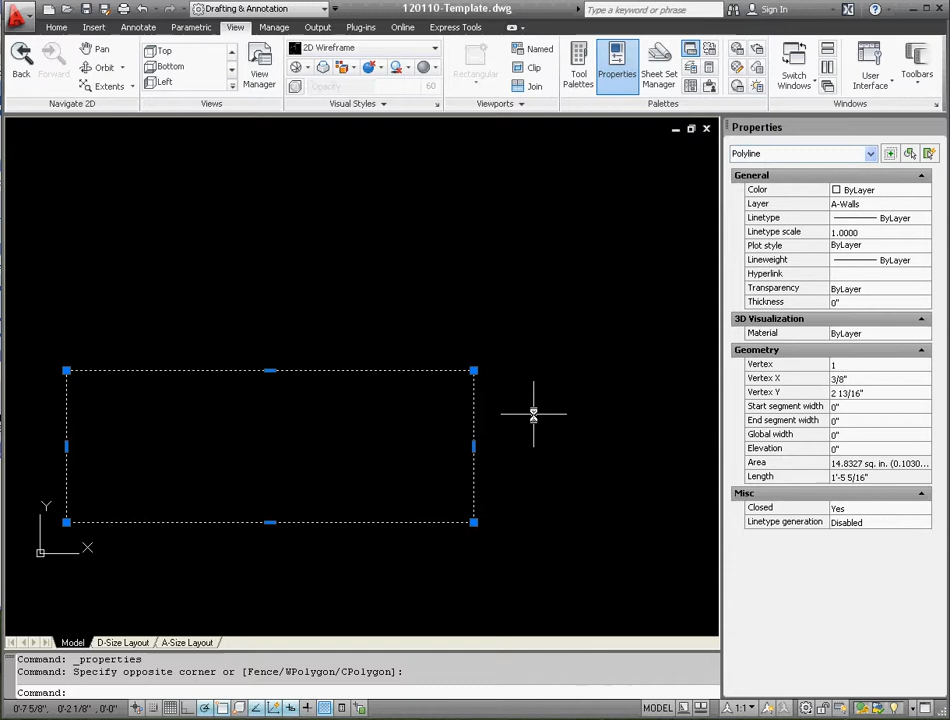 Drafting & Annotation
120110-Template.dwg
Type a keyword or phrase
Sign In
Home Insert Annotate Parametric View Manage Output Plug-ins Online Express Tools
Back
Forward
Pan
Orbit
Extents
Navigate 2D
Top
Bottom
Left
View Manager
Views
2D Wireframe
Opacity 60
Visual Styles
Rectangular
Named
Clip
Join
Viewports
Tool Palettes
Properties
Sheet Set Manager
Palettes
Switch Windows
User Interface
Toolbars
Windows
Properties
Polyline
General
Color ByLayer
Layer A-Walls
Linetype ByLayer
Linetype scale 1.0000
Plot style ByLayer
Lineweight ByLayer
Hyperlink
Transparency ByLayer
Thickness 0"
3D Visualization
Material ByLayer
Geometry
Vertex 1
Vertex X 3/8"
Vertex Y 2 13/16"
Start segment width 0"
End segment width 0"
Global width 0"
Elevation 0"
Area 14.8327 sq. in. (0.1030...
Length 1'-5 5/16"
Misc
Closed Yes
Linetype generation Disabled
Y
X
Model D-Size Layout A-Size Layout
Command: _properties
Command: Specify opposite corner or [Fence/WPolygon/CPolygon]:
Command:
0'-7 5/8", 0'-2 1/8" ,0'-0"
MODEL
1:1